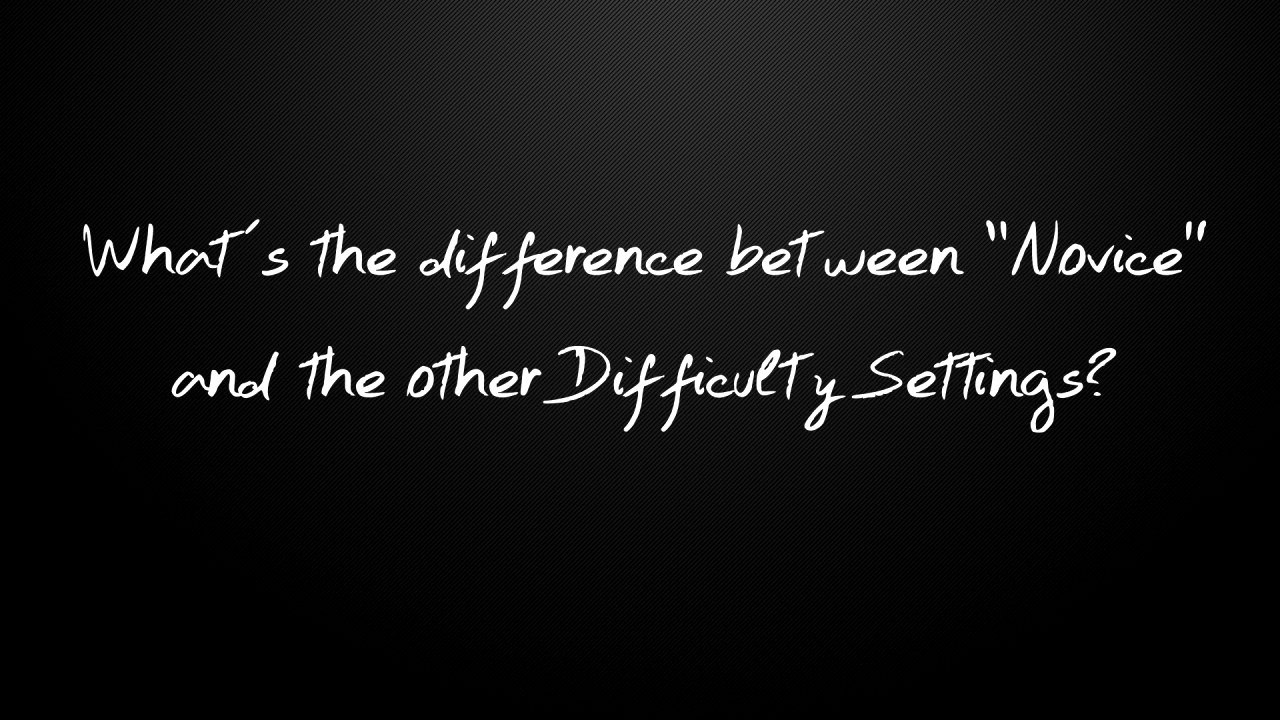 What´s the difference between "Novice"
and the other Difficulty Settings?